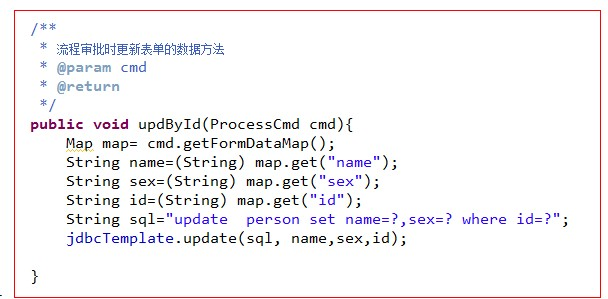 /**
 * 流程审批时更新表单的数据方法
 * @param cmd
 * @return
 */
public void updById(ProcessCmd cmd){
    Map map= cmd.getFormDataMap();
    String name=(String) map.get("name");
    String sex=(String) map.get("sex");
    String id=(String) map.get("id");
    String sql="update  person set name=?,sex=? where id=?";
    jdbcTemplate.update(sql, name,sex,id);
}